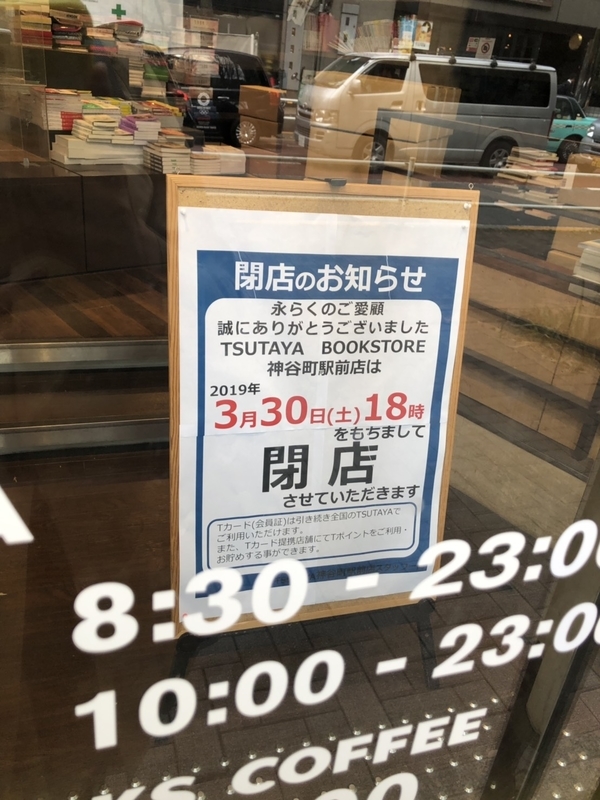 閉店のお知らせ
永らくのご愛顧
誠にありがとうございました
TSUTAYA BOOKSTORE
神谷町駅前店は
2019年
3月30日(土)18時
をもちまして
閉店
させていただきます
Tカード(会員証)は引き続き全国のTSUTAYAで
ご利用いただけます。
また、Tカード提携店舗にてTポイントをご利用・
お貯めする事ができます。
8:30 - 23:00
10:00 - 23:00
KS COFFEE